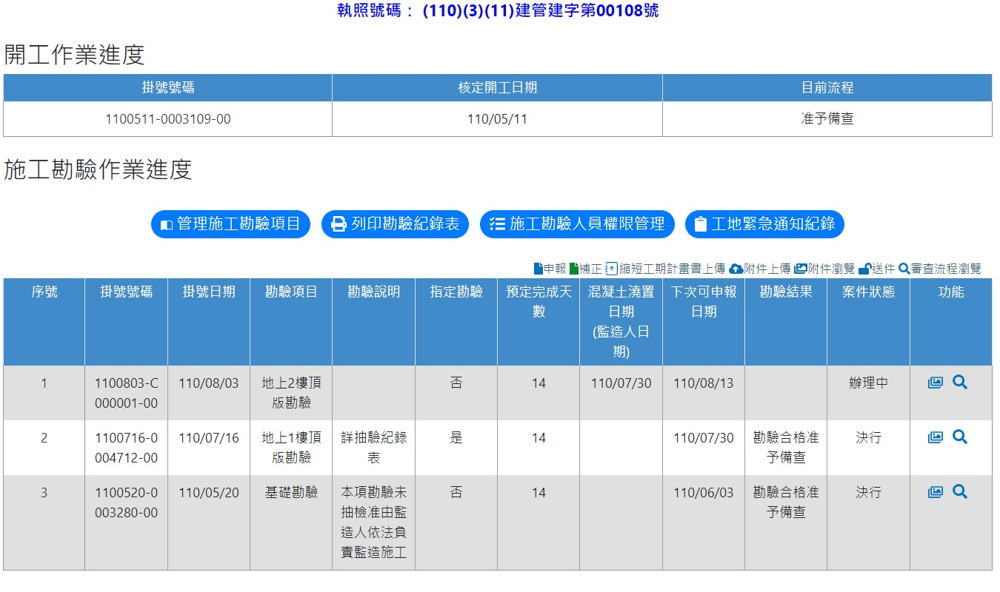 執照號碼： (110)(3)(11)建管建字第00108號
開工作業進度
掛號號碼 核定開工日期 目前流程
1100511-0003109-00 110/05/11 准予備查
施工勘驗作業進度
管理施工勘驗項目 列印勘驗紀錄表 施工勘驗人員權限管理 工地緊急通知紀錄
申報 補正 縮短工期計畫書上傳 附件上傳 附件瀏覽 送件 審查流程瀏覽
序號
掛號號碼
掛號日期
勘驗項目
勘驗說明
指定勘驗
預定完成天
數
混凝土澆置
日期
(監造人日
期)
下次可申報
日期
勘驗結果
案件狀態
功能
1
1100803-C
000001-00
110/08/03
地上2樓頂
版勘驗
否
14
110/07/30
110/08/13
辦理中
2
1100716-0
004712-00
110/07/16
地上1樓頂
版勘驗
詳抽驗紀錄
表
是
14
110/07/30
勘驗合格准
予備查
決行
3
1100520-0
003280-00
110/05/20
基礎勘驗
本項勘驗未
抽檢准由監
造人依法負
責監造施工
否
14
110/06/03
勘驗合格准
予備查
決行